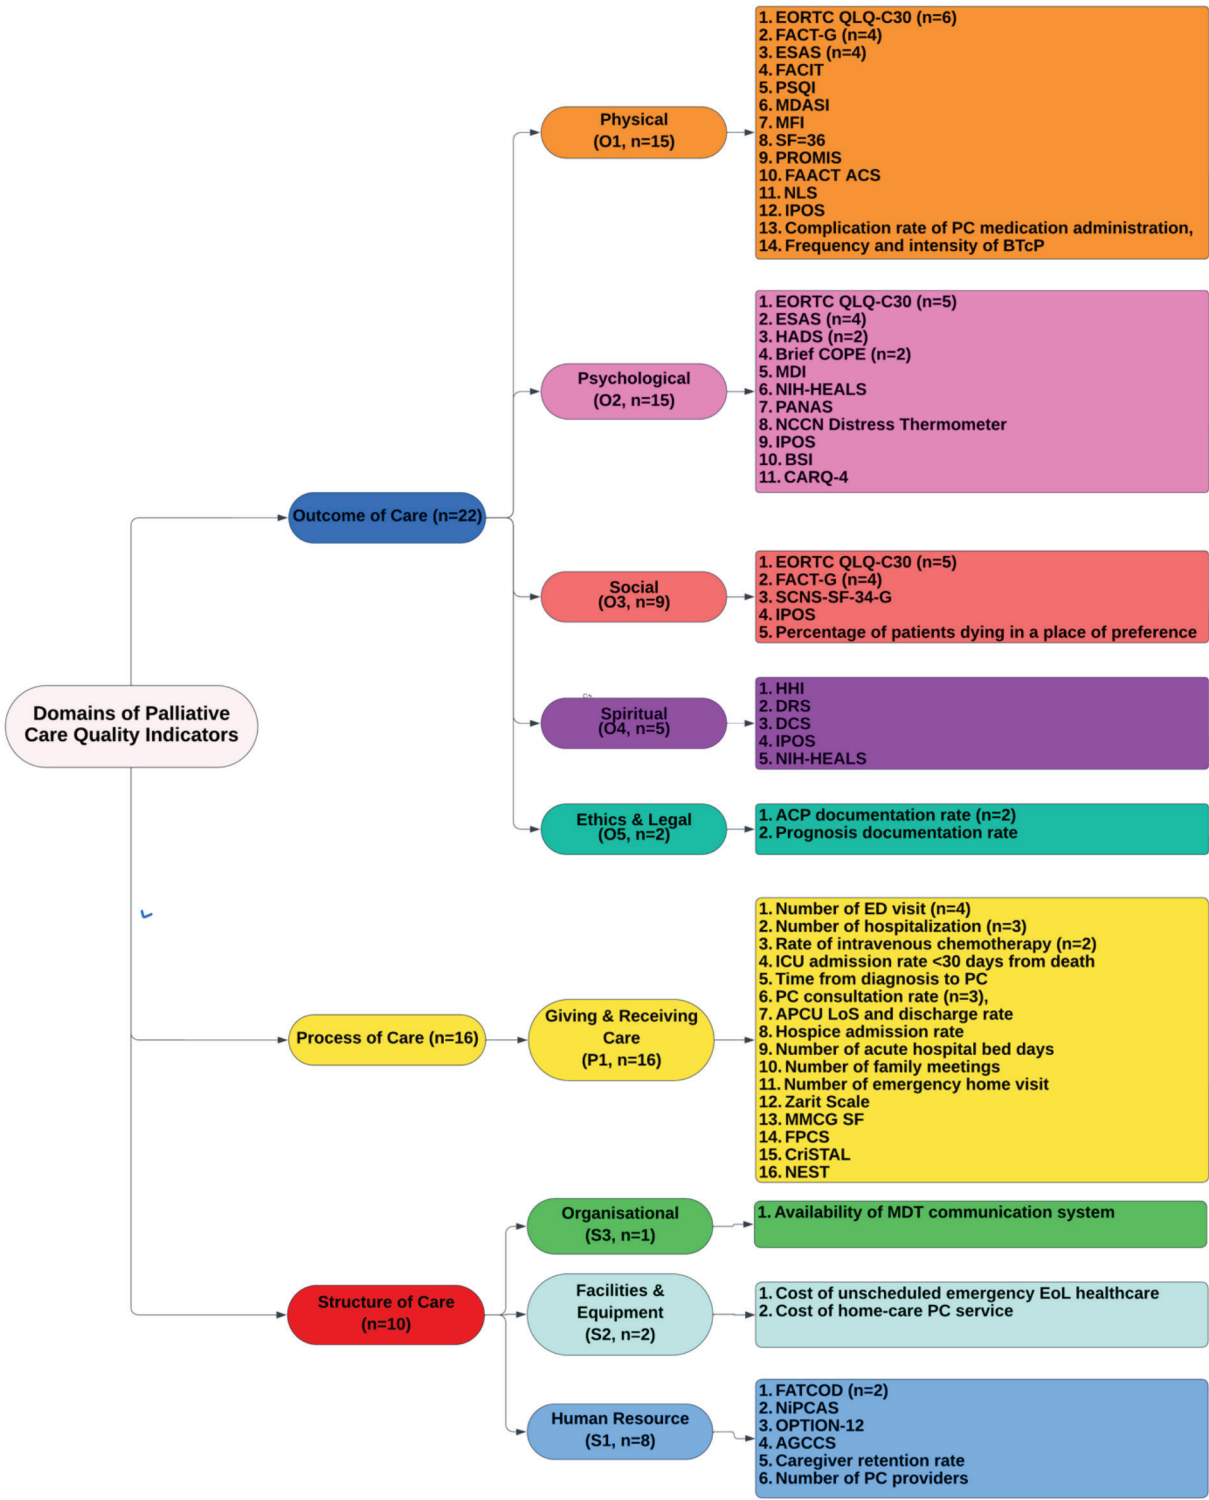 Domains of Palliative
Care Quality Indicators
Outcome of Care (n=22)
Physical
(O1, n=15)
1. EORTC QLQ-C30 (n=6)
2. FACT-G (n=4)
3. ESAS (n=4)
4. FACIT
5. PSQI
6. MDASI
7. MFI
8. SF=36
9. PROMIS
10. FAACT ACS
11. NLS
12. IPOS
13. Complication rate of PC medication administration,
14. Frequency and intensity of BTcP
Psychological
(O2, n=15)
1. EORTC QLQ-C30 (n=5)
2. ESAS (n=4)
3. HADS (n=2)
4. Brief COPE (n=2)
5. MDI
6. NIH-HEALS
7. PANAS
8. NCCN Distress Thermometer
9. IPOS
10. BSI
11. CARQ-4
Social
(O3, n=9)
1. EORTC QLQ-C30 (n=5)
2. FACT-G (n=4)
3. SCNS-SF-34-G
4. IPOS
5. Percentage of patients dying in a place of preference
Spiritual
(O4, n=5)
1. HHI
2. DRS
3. DCS
4. IPOS
5. NIH-HEALS
Ethics & Legal
(O5, n=2)
1. ACP documentation rate (n=2)
2. Prognosis documentation rate
Process of Care (n=16)
Giving & Receiving
Care
(P1, n=16)
1. Number of ED visit (n=4)
2. Number of hospitalization (n=3)
3. Rate of intravenous chemotherapy (n=2)
4. ICU admission rate <30 days from death
5. Time from diagnosis to PC
6. PC consultation rate (n=3),
7. APCU LoS and discharge rate
8. Hospice admission rate
9. Number of acute hospital bed days
10. Number of family meetings
11. Number of emergency home visit
12. Zarit Scale
13. MMCG SF
14. FPCS
15. CriSTAL
16. NEST
Structure of Care
(n=10)
Organisational
(S3, n=1)
1. Availability of MDT communication system
Facilities &
Equipment
(S2, n=2)
1. Cost of unscheduled emergency EoL healthcare
2. Cost of home-care PC service
Human Resource
(S1, n=8)
1. FATCOD (n=2)
2. NiPCAS
3. OPTION-12
4. AGCCS
5. Caregiver retention rate
6. Number of PC providers